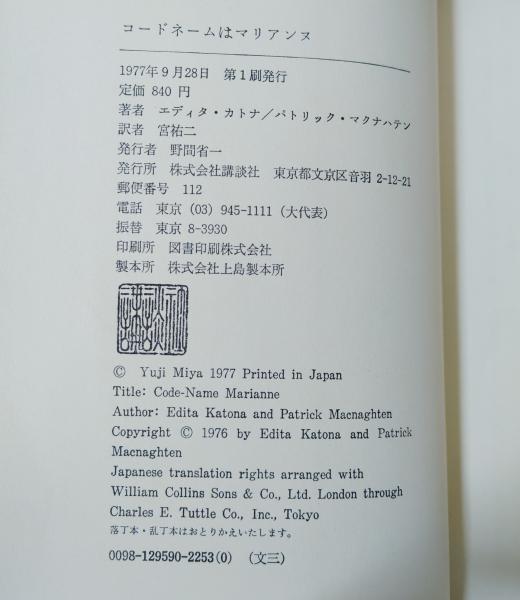 コードネームはマリアンヌ
1977年9月28日 第1刷発行
定価 840 円
著者 エディタ・カトナ/パトリック・マクナハテン
訳者 宮祐二
発行者 野間省一
発行所 株式会社講談社 東京都文京区音羽 2-12-21
郵便番号 112
電話 東京 (03) 945-1111 (大代表)
振替 東京 8-3930
印刷所 図書印刷株式会社
製本所 株式会社上島製本所
© Yuji Miya 1977 Printed in Japan
Title: Code-Name Marianne
Author: Edita Katona and Patrick Macnaghten
Copyright © 1976 by Edita Katona and Patrick
Macnaghten
Japanese translation rights arranged with
William Collins Sons & Co., Ltd. London through
Charles E. Tuttle Co., Inc., Tokyo
落丁本・乱丁本はおとりかえいたします。
0098-129590-2253(0) (文三)